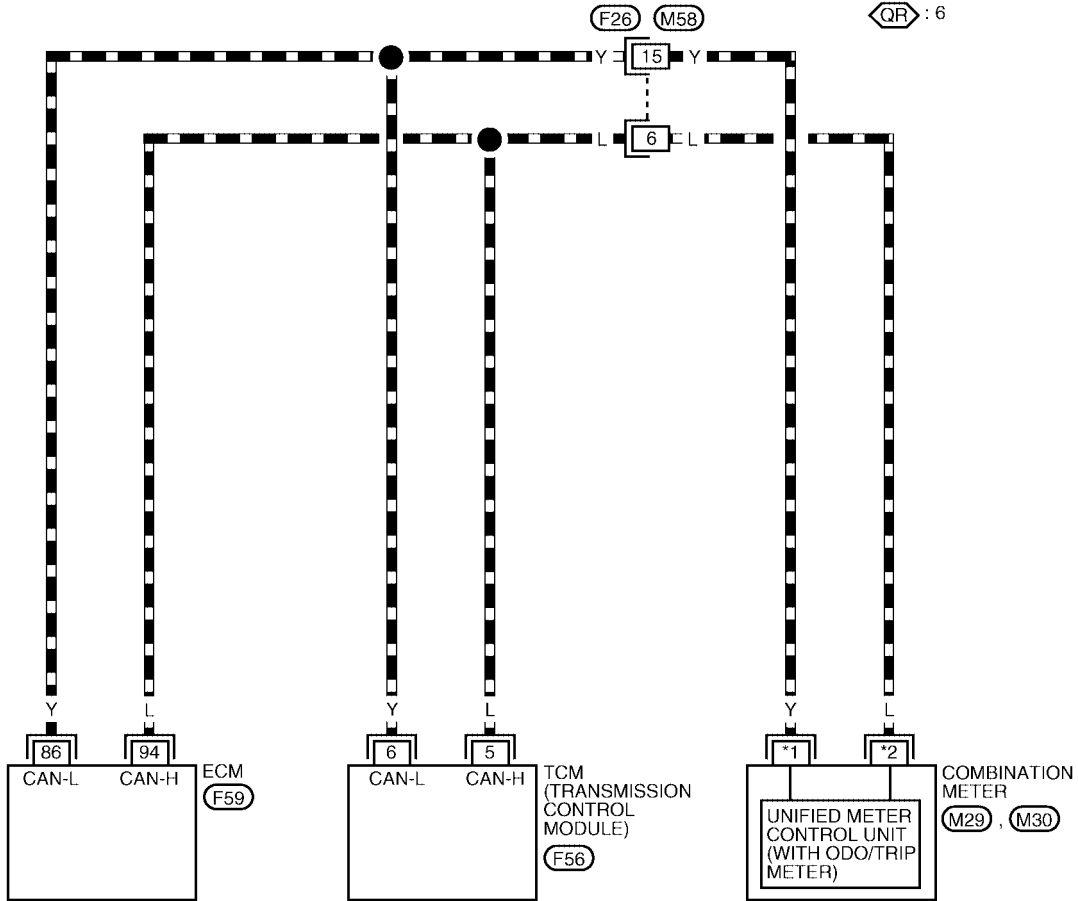 F26 M58
QR : 6
Y 15 Y
L 6 L
Y L Y L Y L
86 94 6 5 *1 *2
CAN-L CAN-H
ECM
F59
CAN-L CAN-H
TCM
(TRANSMISSION
CONTROL
MODULE)
F56
UNIFIED METER
CONTROL UNIT
(WITH ODO/TRIP
METER)
COMBINATION
METER
M29 , M30